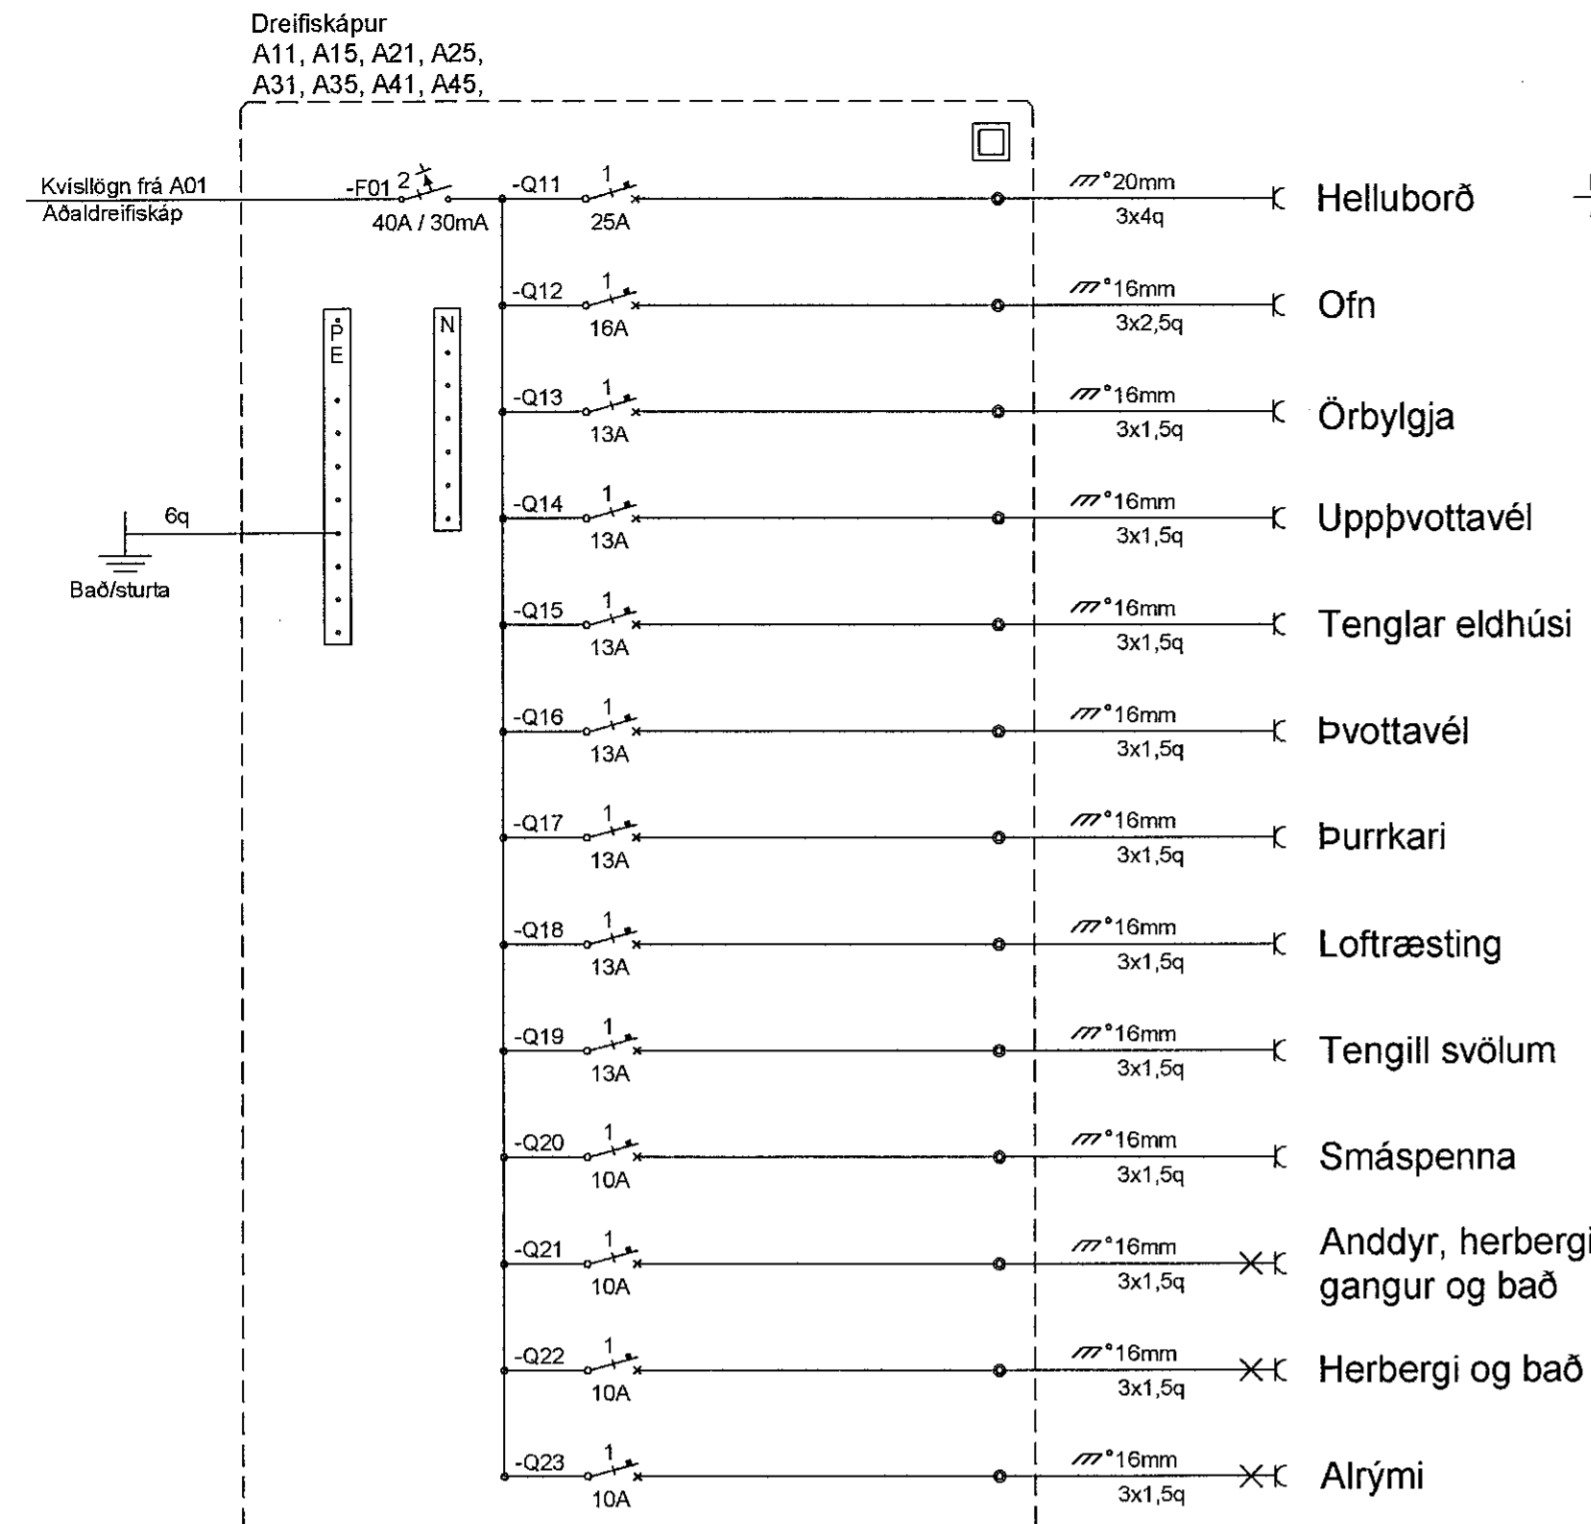 Dreifiskápur
A11, A15, A21, A25,
A31, A35, A41, A45,
Kvísllögn frá A01
Aðaldreifiskáp
-F01
2
40A / 30mA
-Q11
1
25A
20mm
3x4q
Helluborð
-Q12
1
16A
16mm
3x2,5q
Ofn
PE
N
-Q13
1
13A
16mm
3x1,5q
Örbylgja
-Q14
1
13A
16mm
3x1,5q
Uppþvottavél
6q
Bað/sturta
-Q15
1
13A
16mm
3x1,5q
Tenglar eldhúsi
-Q16
1
13A
16mm
3x1,5q
Þvottavél
-Q17
1
13A
16mm
3x1,5q
Þurrkari
-Q18
1
13A
16mm
3x1,5q
Loftræsting
-Q19
1
13A
16mm
3x1,5q
Tengill svölum
-Q20
1
10A
16mm
3x1,5q
Smáspenna
-Q21
1
10A
16mm
3x1,5q
Anddyr, herbergi
gangur og bað
-Q22
1
10A
16mm
3x1,5q
Herbergi og bað
-Q23
1
10A
16mm
3x1,5q
Alrými